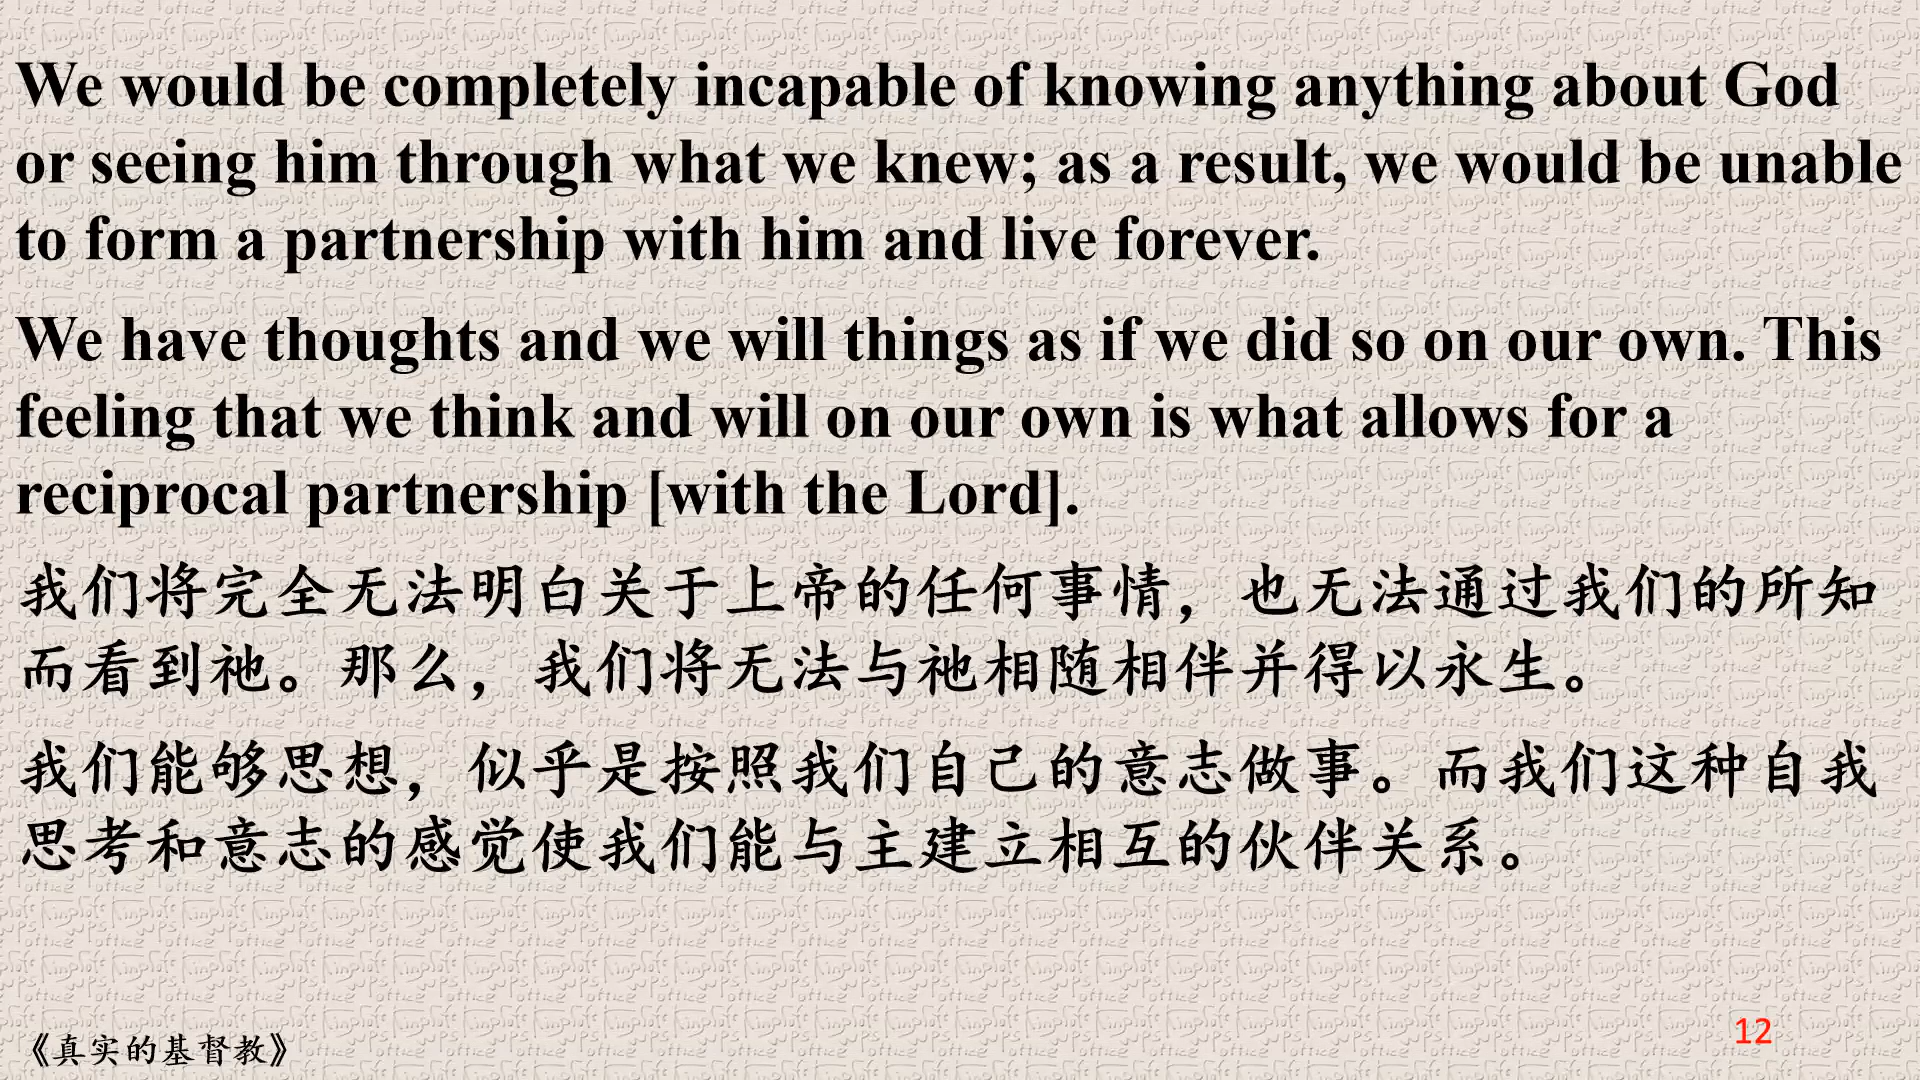 We would be completely incapable of knowing anything about God
or seeing him through what we knew; as a result, we would be unable
to form a partnership with him and live forever.
We have thoughts and we will things as if we did so on our own. This
feeling that we think and will on our own is what allows for a
reciprocal partnership [with the Lord].
我们将完全无法明白关于上帝的任何事情，也无法通过我们的所知
而看到祂。那么，我们将无法与祂相随相伴并得以永生。
我们能够思想，似乎是按照我们自己的意志做事。而我们这种自我
思考和意志的感觉使我们能与主建立相互的伙伴关系。
《真实的基督教》
12